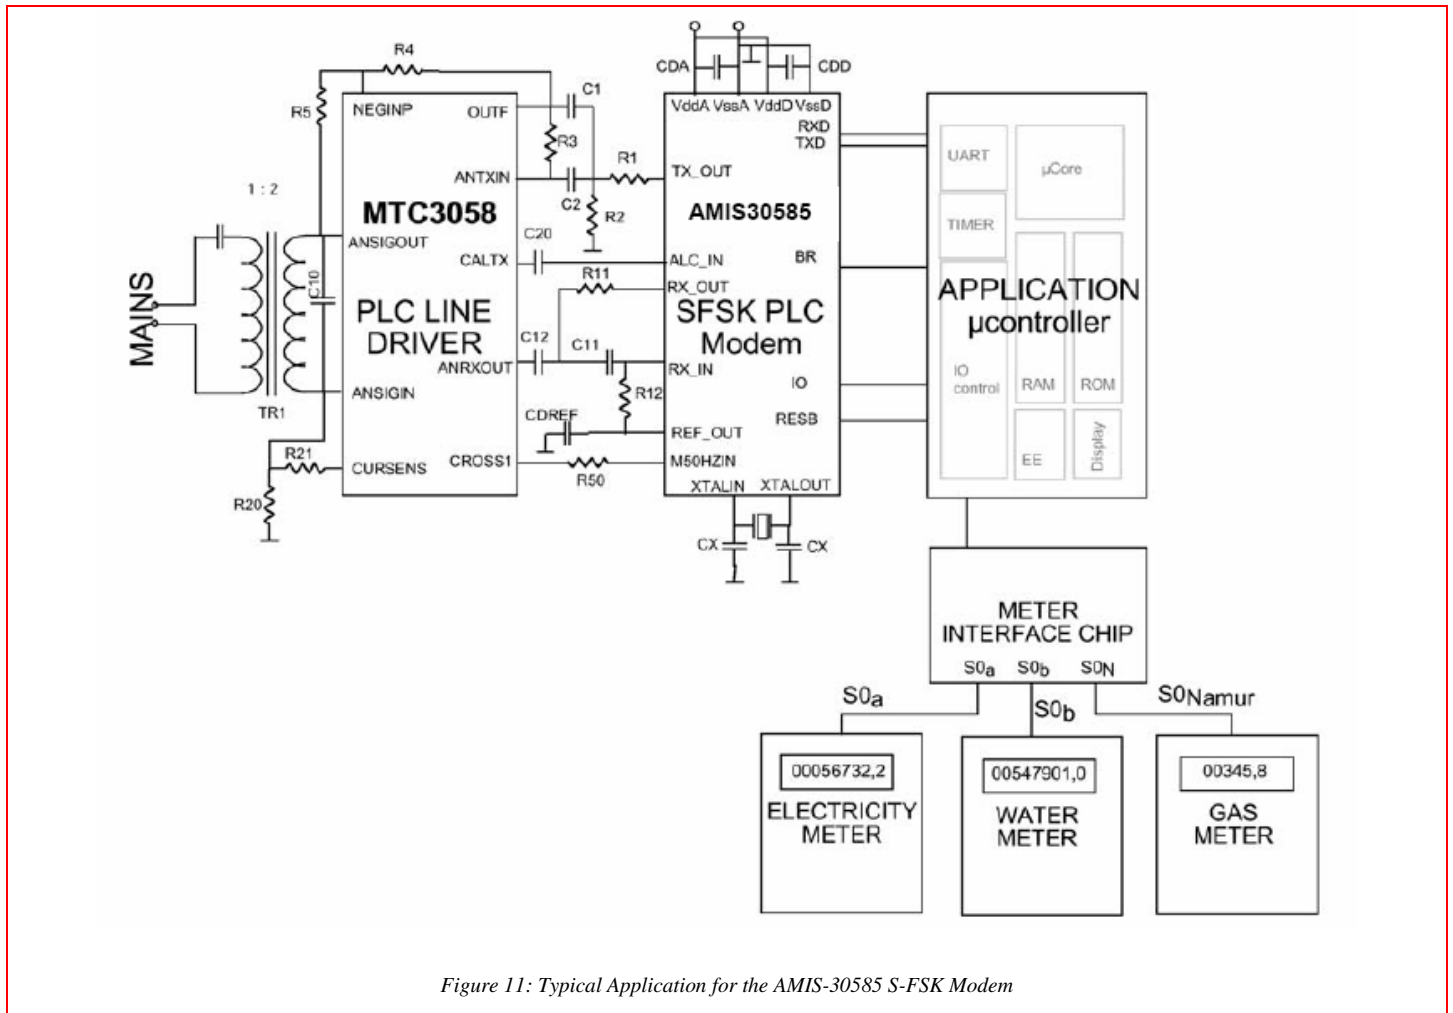 R4
CDA
CDD
C1
R5
NEGINP
OUTF
VddA VssA VddD VssD
RXD
TXD
R3
R1
UART
µCore
ANTXIN
TX_OUT
1 : 2
C2
R2
MTC3058
AMIS30585
TIMER
ANSIGOUT
C20
CALTX
ALC_IN
BR
R11
RX_OUT
C10
MAINS
PLC LINE
DRIVER
SFSK PLC
Modem
APPLICATION
µcontroller
C12
C11
ANRXOUT
RX_IN
IO
IO
control
RAM
ROM
R12
ANSIGIN
TR1
CDREF
RESB
REF_OUT
Display
R21
CURSENS
CROSS1
M50HZIN
EE
R50
XTALIN
XTALOUT
R20
CX
CX
METER
INTERFACE CHIP
S0a
S0b
S0N
S0a
S0b
S0Namur
00056732,2
00547901,0
00345,8
ELECTRICITY
METER
WATER
METER
GAS
METER
Figure 11: Typical Application for the AMIS-30585 S-FSK Modem